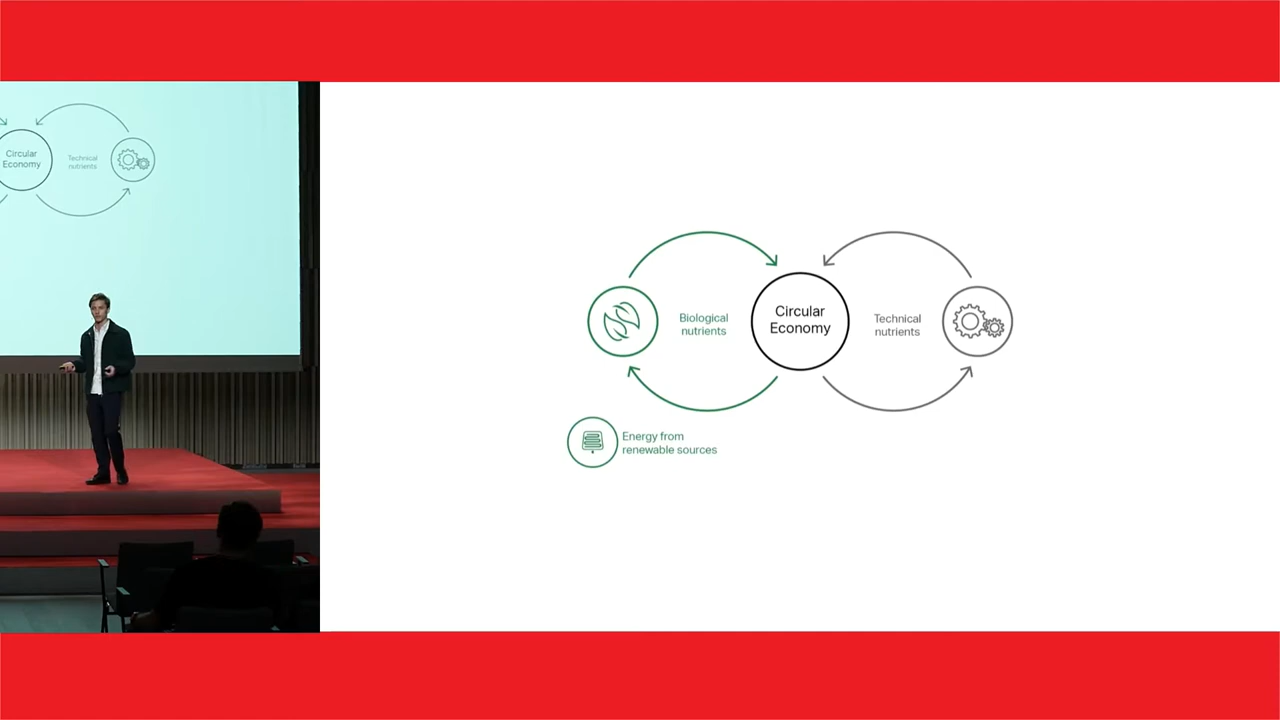 Circular
Economy
Technical
nutrients
Biological
nutrients
Circular
Economy
Technical
nutrients
Energy from
renewable sources